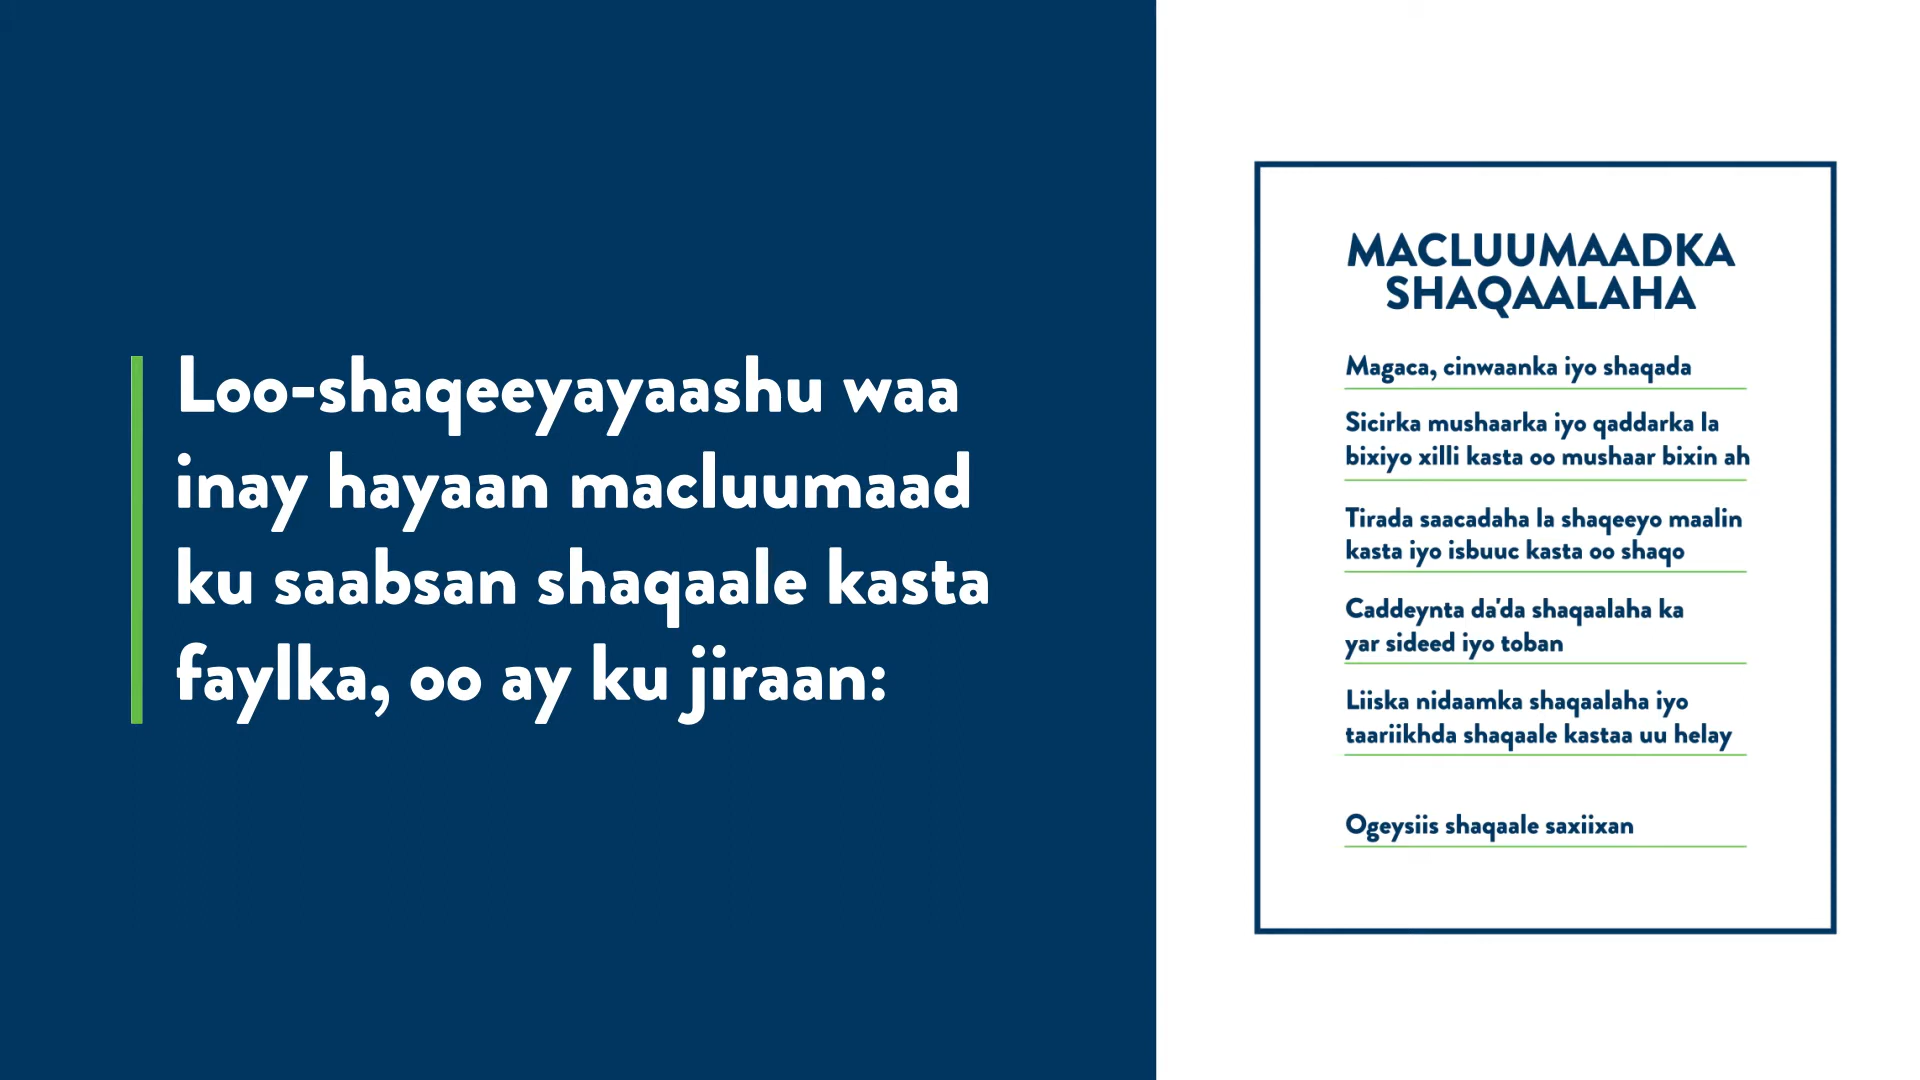 Loo-shaqeeyayaashu waa
inay hayaan macluumaad
ku saabsan shaqaale kasta
faylka, oo ay ku jiraan:
MACLUUMAADKA
SHAQAALAHA
Magaca, cinwaanka iyo shaqada
Sicirka mushaarka iyo qaddarka la
bixiyo xilli kasta oo mushaar bixin ah
Tirada saacadaha la shaqeeyo maalin
kasta iyo isbuuc kasta oo shaqo
Caddeynta da'da shaqaalaha ka
yar sideed iyo toban
Liiska nidaamka shaqaalaha iyo
taariikhda shaqaale kastaa uu helay
Ogeysiis shaqaale saxiixan